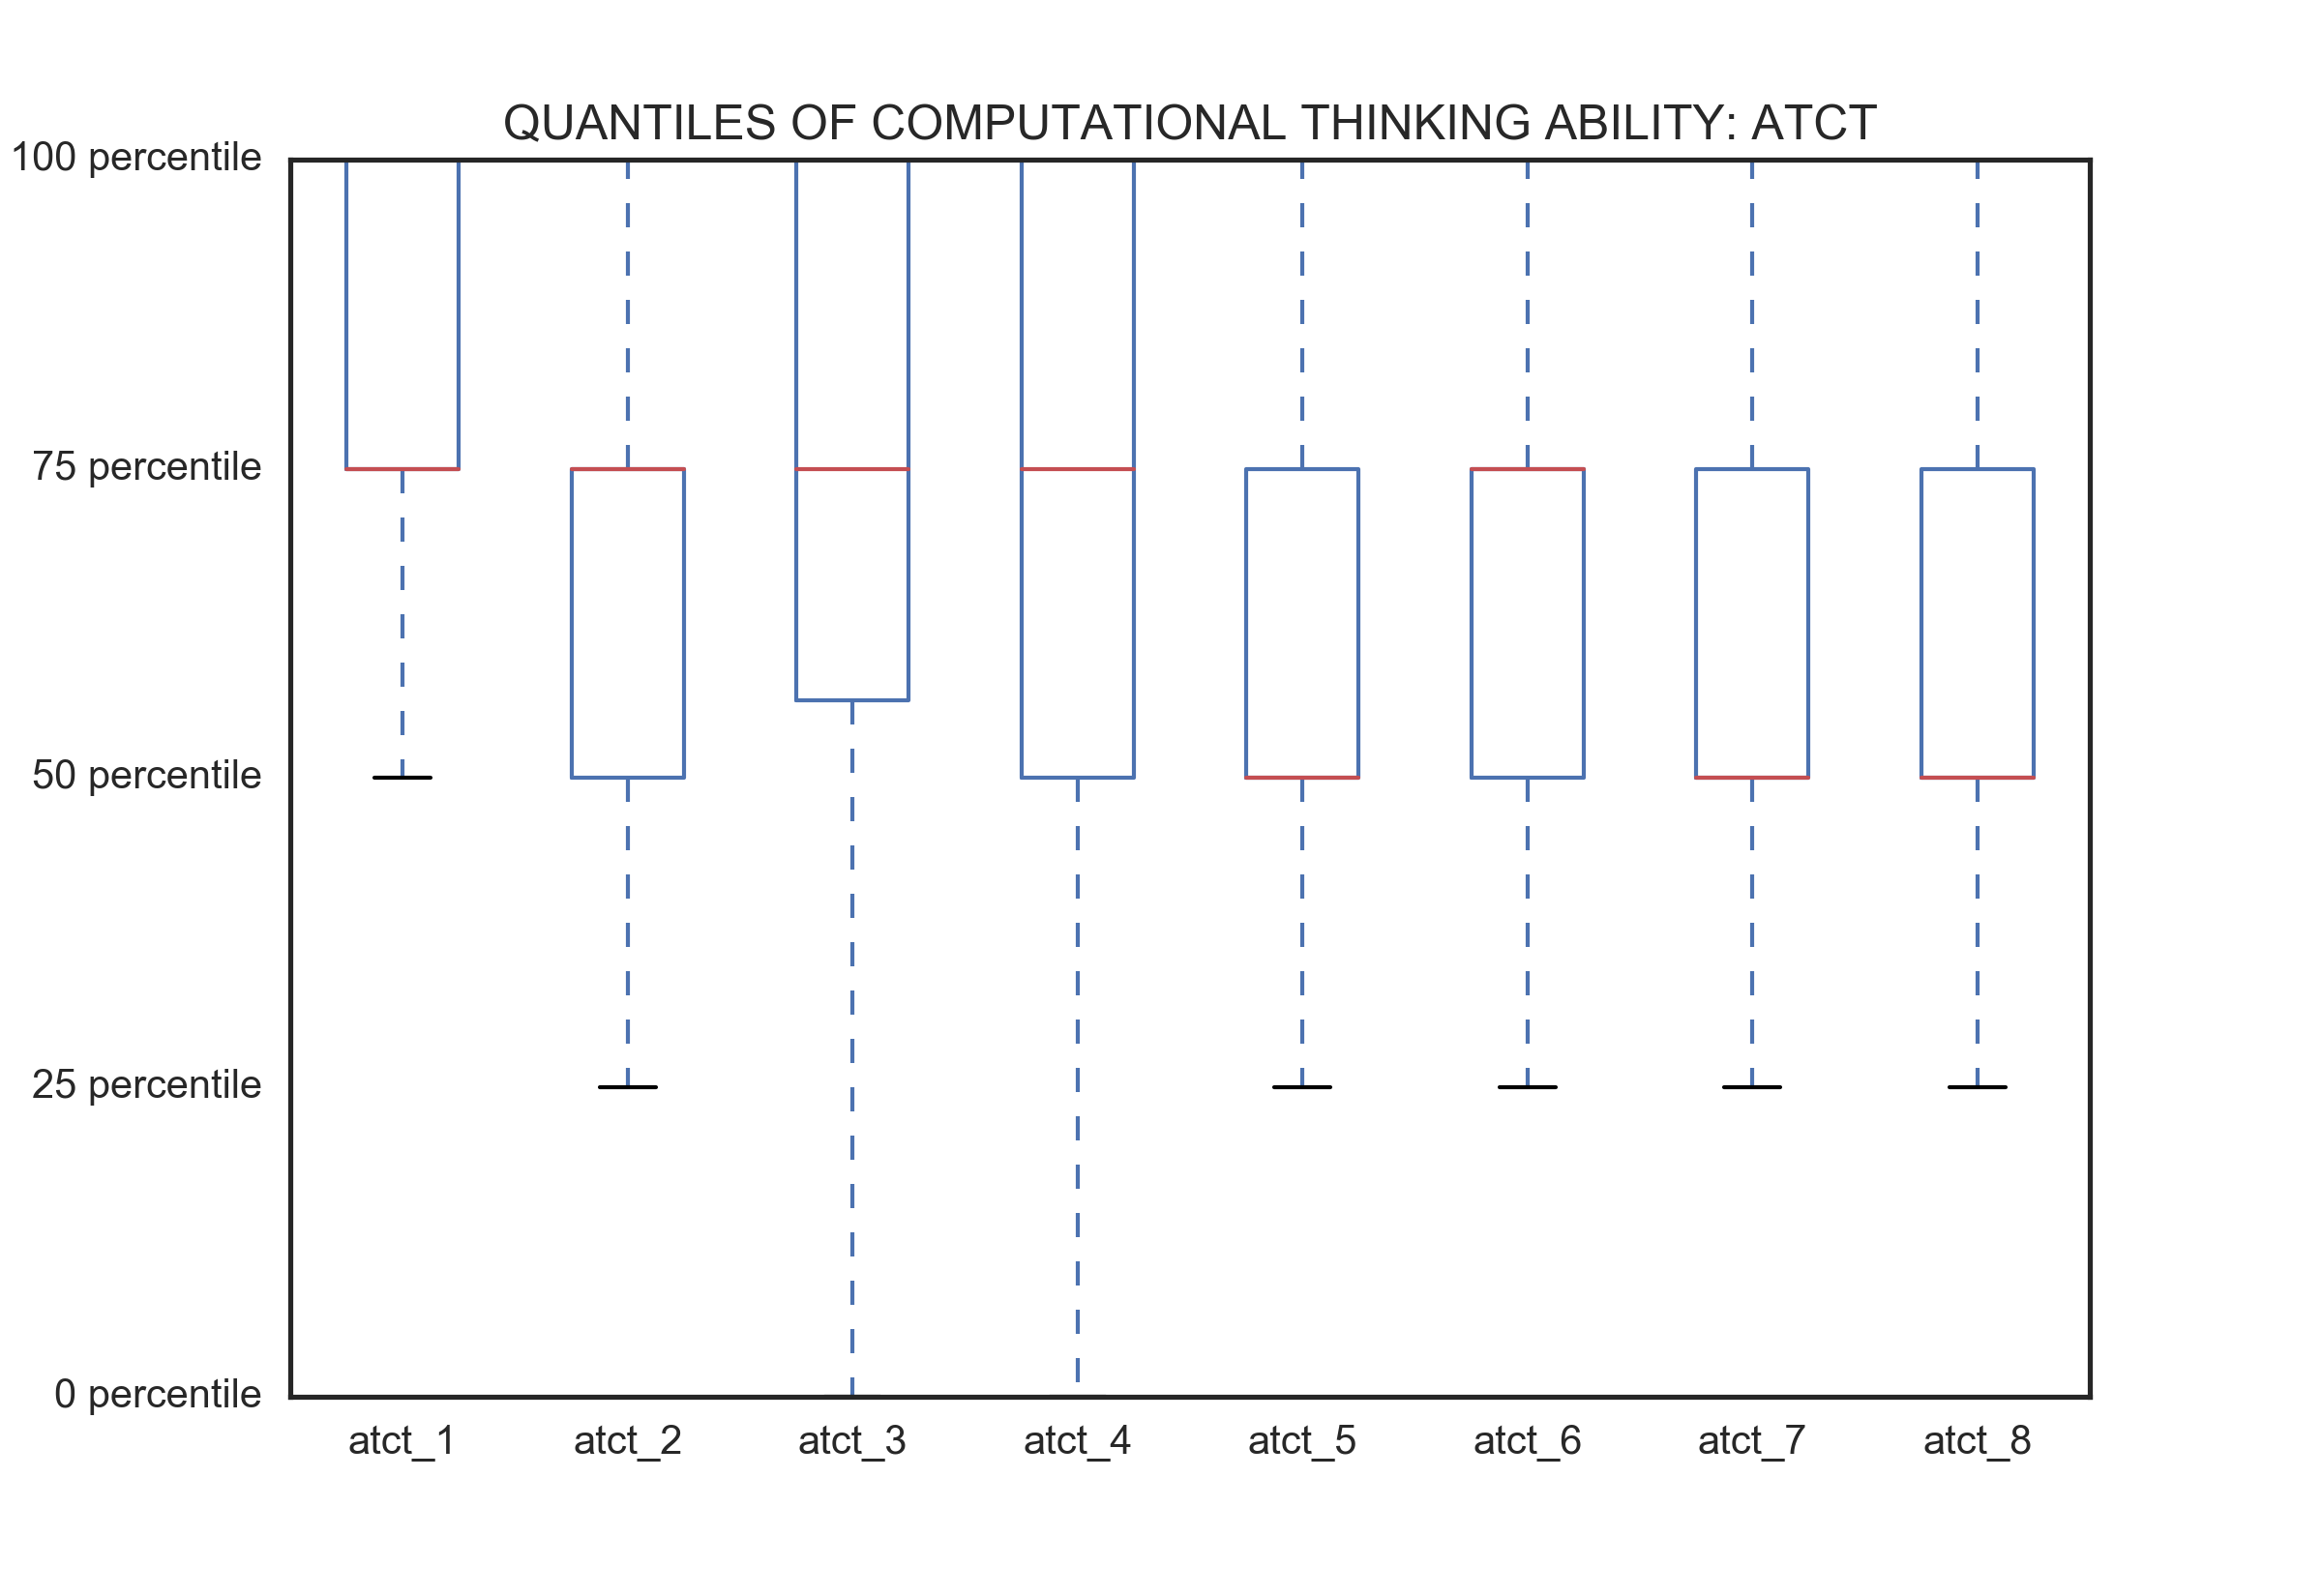 QUANTILES OF COMPUTATIONAL THINKING ABILITY: ATCT
100 percentile
75 percentile
50 percentile
25 percentile
0 percentile
atct_1 atct_2 atct_3 atct_4 atct_5 atct_6 atct_7 atct_8